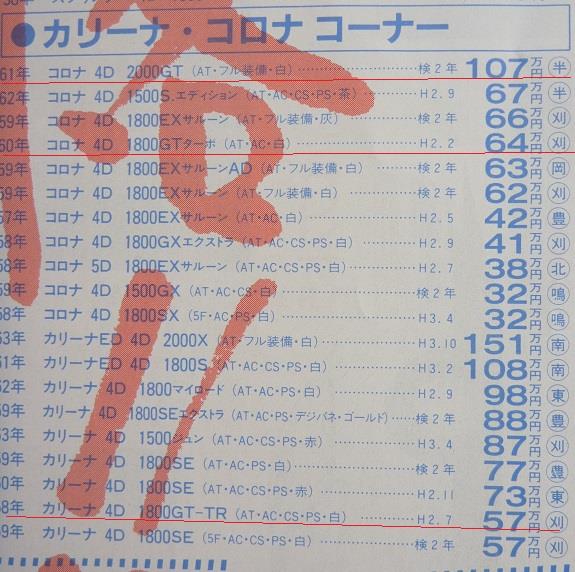 ●カリーナ・コロナ コーナー
61年 コロナ 4D 2000GT（AT・フル装備・白）……検2年 107万円 半
62年 コロナ 4D 1500S.エディション（AT・AC・CS・PS・茶）……H2.9 67万円 半
59年 コロナ 4D 1800EXサルーン（AT・フル装備・灰）……検2年 66万円 刈
60年 コロナ 4D 1800GTターボ（AT・AC・白）……H2.2 64万円 刈
59年 コロナ 4D 1800EXサルーンAD（AT・フル装備・白）……検2年 63万円 岡
59年 コロナ 4D 1800EXサルーン（AT・フル装備・白）……検2年 62万円 刈
57年 コロナ 4D 1800EXサルーン（AT・AC・白）……H2.5 42万円 豊
58年 コロナ 4D 1800GXエクストラ（AT・AC・CS・PS・白）……H2.9 41万円 刈
58年 コロナ 5D 1800EXサルーン（AT・AC・CS・PS・白）……H2.7 38万円 北
59年 コロナ 4D 1500GX（AT・AC・CS・白）……検2年 32万円 鳴
58年 コロナ 4D 1800SX（5F・AC・PS・白）……H3.4 32万円 鳴
63年 カリーナED 4D 2000X（AT・フル装備・白）……H3.10 151万円 南
61年 カリーナED 4D 1800S（AT・AC・CS・PS・白）……H3.2 108万円 南
62年 カリーナ 4D 1800マイロード（AT・AC・CS・PS・白）……H2.9 98万円 東
59年 カリーナ 4D 1800SEエクストラ（AT・AC・PS・デジパネ・ゴールド）……検2年 88万円 豊
63年 カリーナ 4D 1500ジュン（AT・AC・CS・PS・赤）……H3.4 87万円 刈
59年 カリーナ 4D 1800SE（AT・AC・PS・白）……検2年 77万円 豊
60年 カリーナ 4D 1800SE（AT・AC・CS・PS・赤）……H2.11 73万円 東
58年 カリーナ 4D 1800GT-TR（AT・AC・CS・PS・白）……H2.7 57万円 刈
59年 カリーナ 4D 1800SE（5F・AC・CS・PS・白）……検2年 57万円 刈